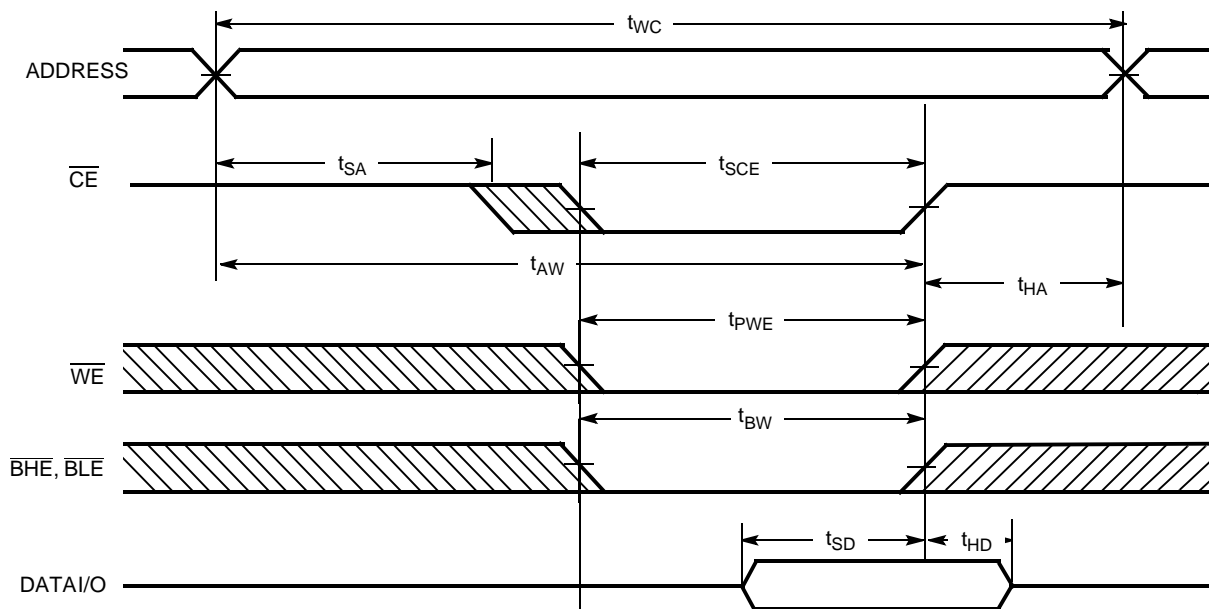 tWC
ADDRESS
tSA
tSCE
CE
tAW
tHA
tPWE
WE
tBW
BHE, BLE
tSD
tHD
DATAI/O